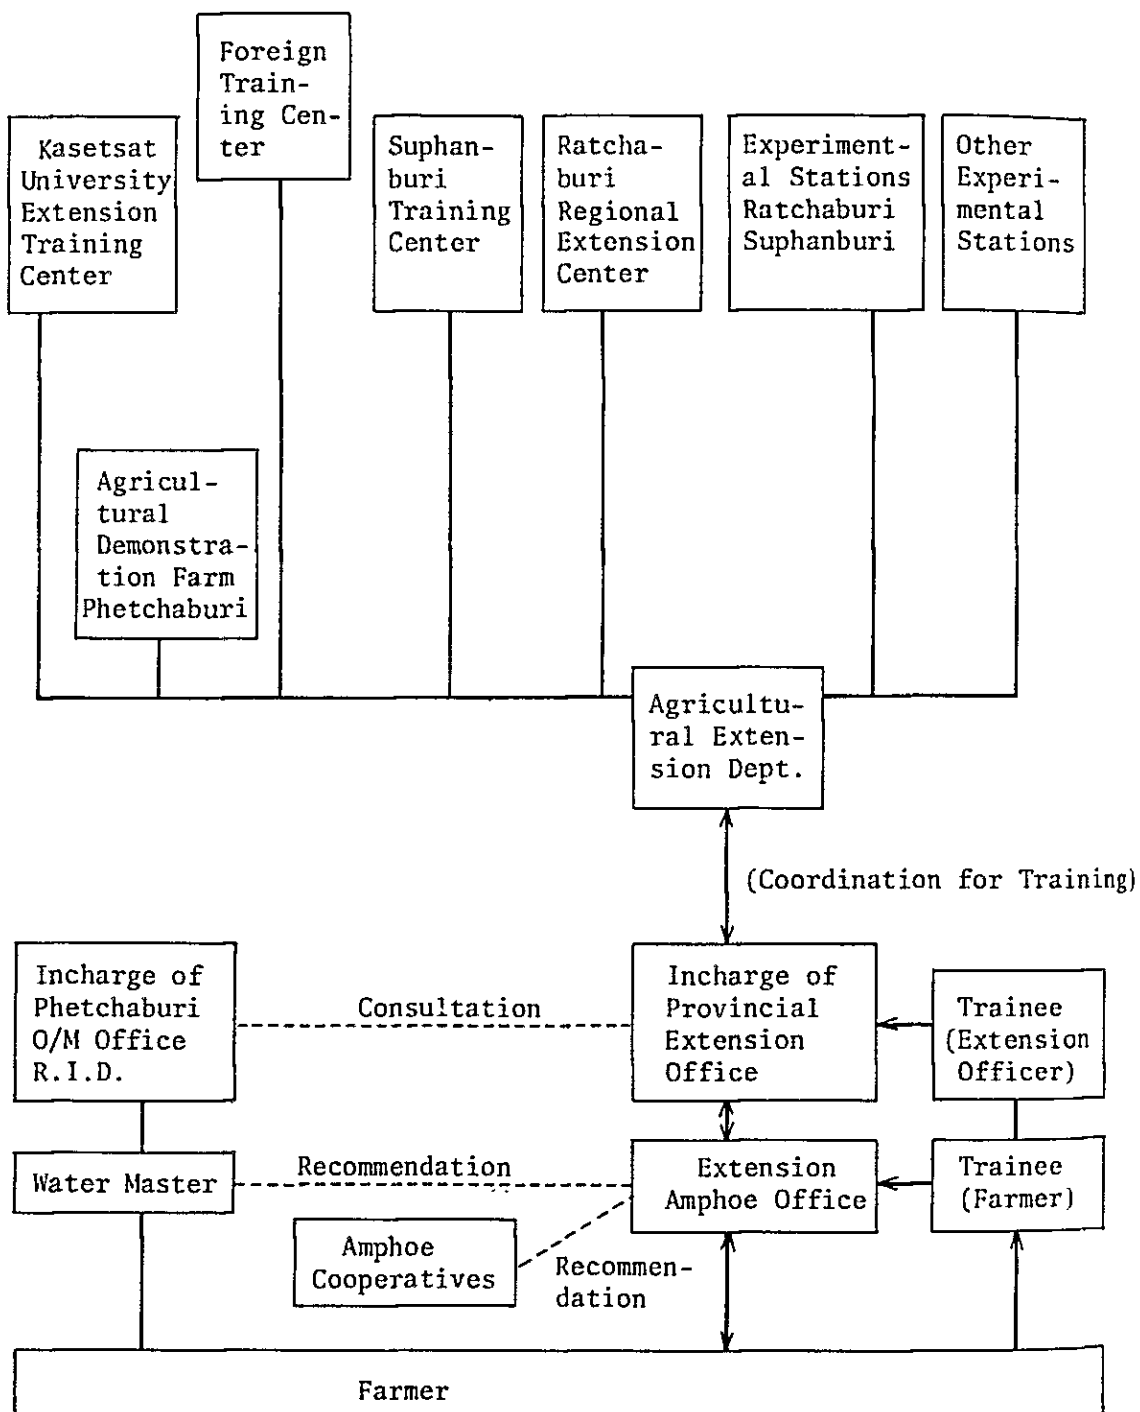 Foreign
Train-
ing Cen-
ter
Kasetsat
University
Extension
Training
Center
Suphan-
buri
Training
Center
Ratcha-
buri
Regional
Extension
Center
Experiment-
al Stations
Ratchaburi
Suphanburi
Other
Experi-
mental
Stations
Agricul-
tural
Demonstra-
tion Farm
Phetchaburi
Agricultu-
ral Exten-
sion Dept.
(Coordination for Training)
Incharge of
Phetchaburi
O/M Office
R.I.D.
Consultation
Incharge of
Provincial
Extension
Office
Trainee
(Extension
Officer)
Water Master
Recommendation
Extension
Amphoe Office
Trainee
(Farmer)
Amphoe
Cooperatives
Recommen-
dation
Farmer